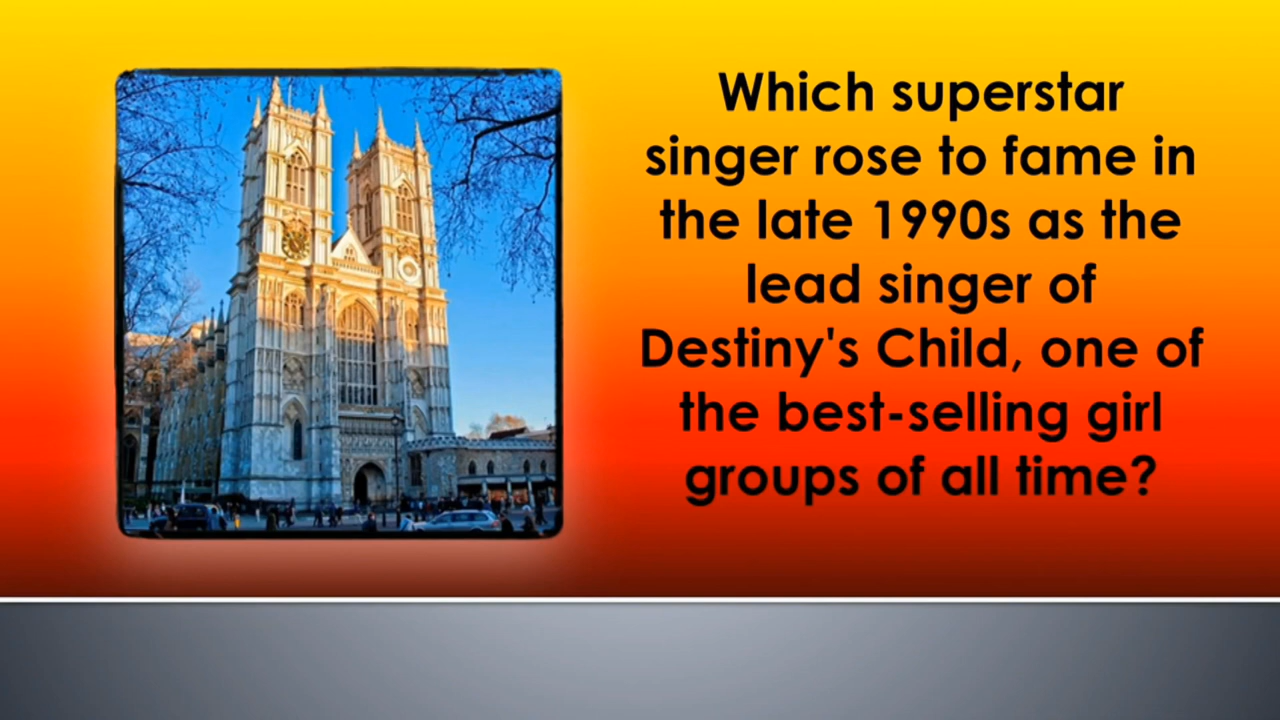 Which superstar
singer rose to fame in
the late 1990s as the
lead singer of
Destiny's Child, one of
the best-selling girl
groups of all time?